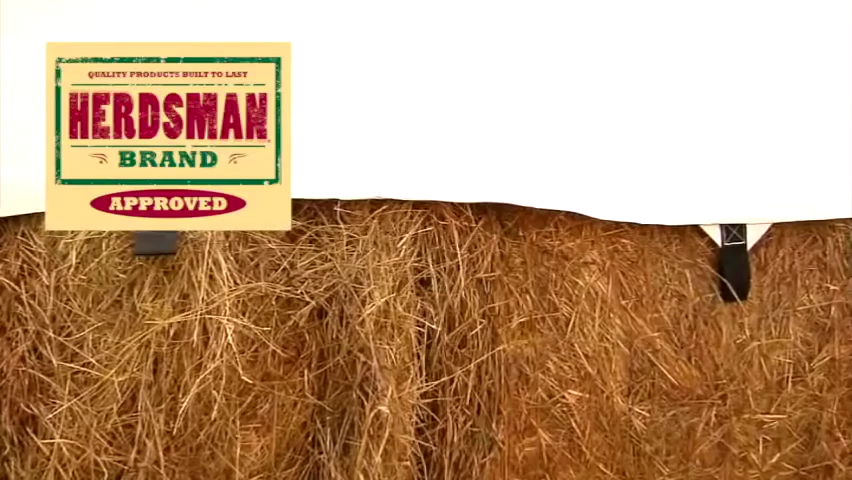 QUALITY PRODUCTS BUILT TO LAST
HERDSMAN
BRAND
APPROVED